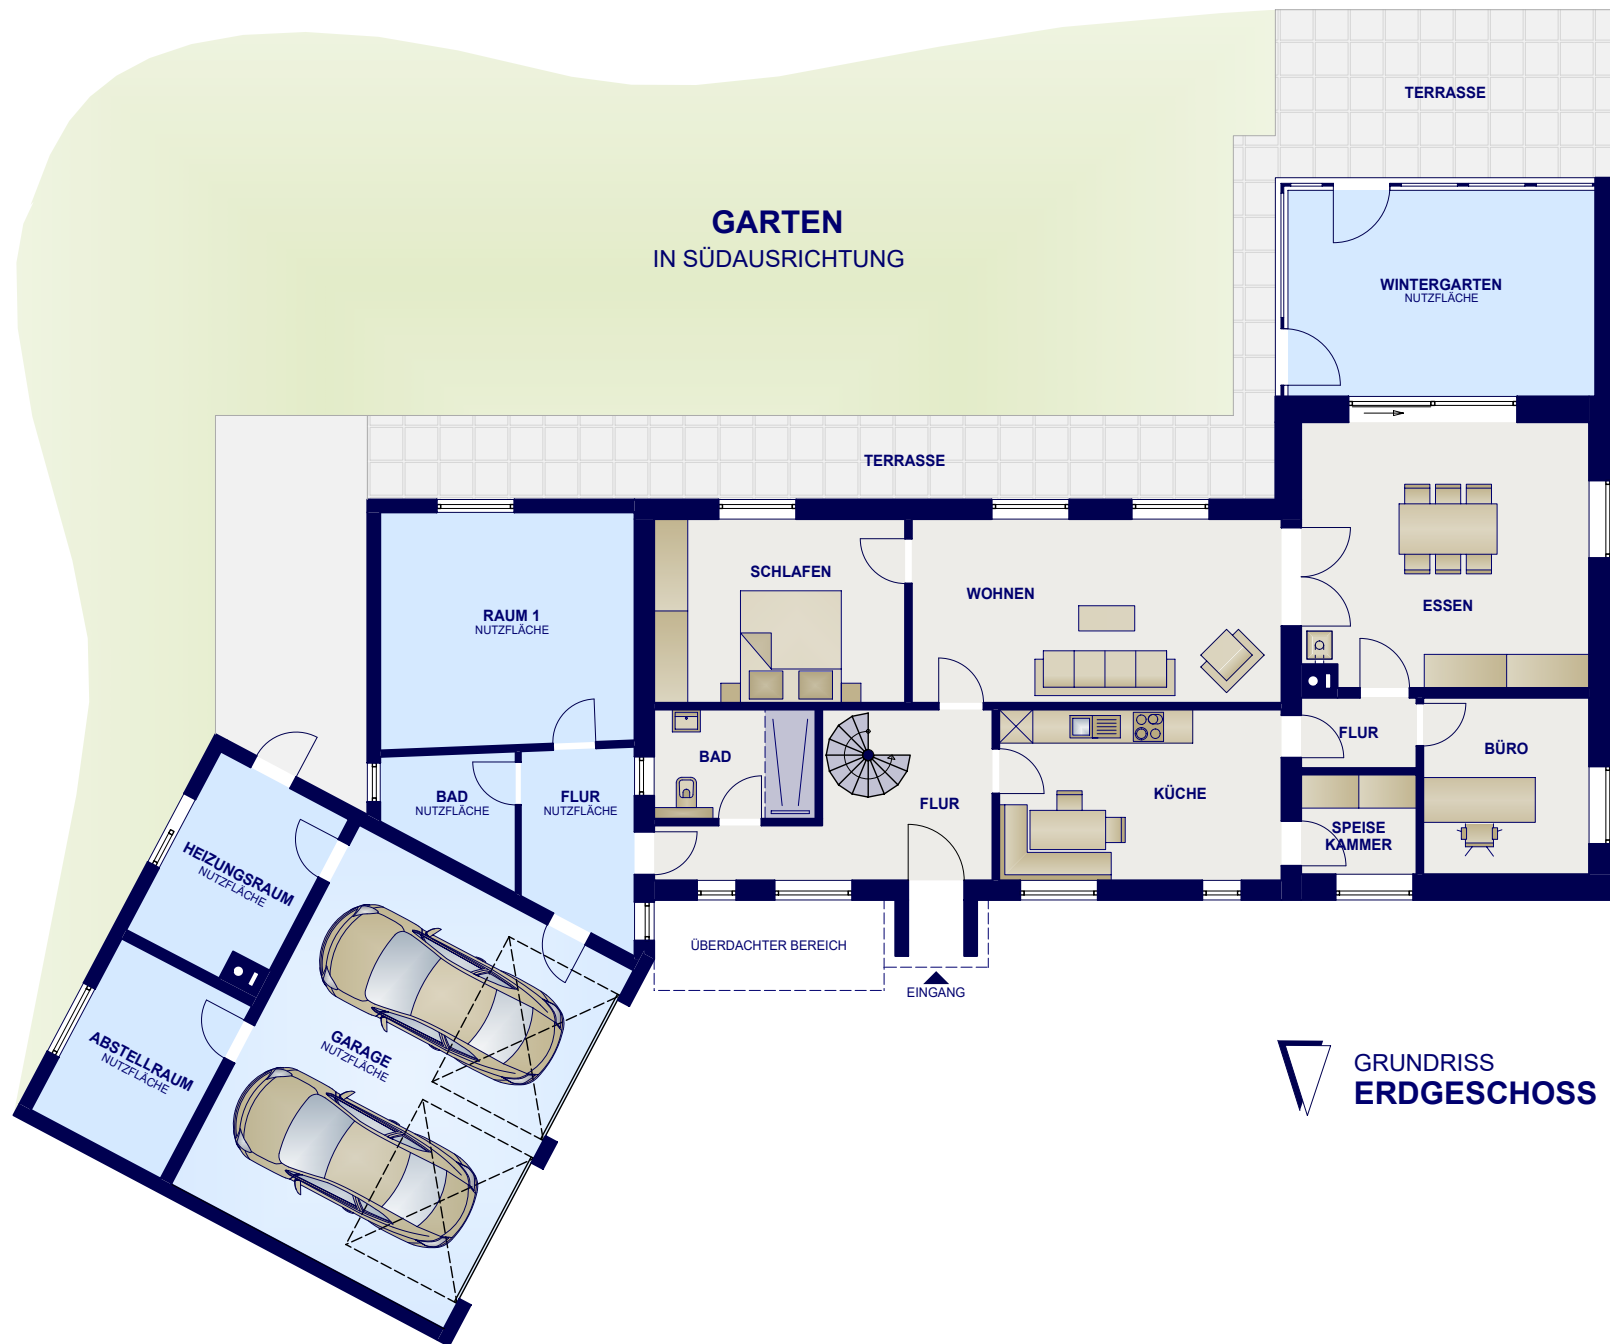 TERRASSE
GARTEN
IN SÜDAUSRICHTUNG
WINTERGARTEN
NUTZFLÄCHE
TERRASSE
SCHLAFEN
WOHNEN
ESSEN
RAUM 1
NUTZFLÄCHE
BAD
FLUR
BÜRO
BAD
NUTZFLÄCHE
FLUR
NUTZFLÄCHE
FLUR
KÜCHE
SPEISE
KAMMER
HEIZUNGSRAUM
NUTZFLÄCHE
ÜBERDACHTER BEREICH
EINGANG
ABSTELLRAUM
NUTZFLÄCHE
GARAGE
NUTZFLÄCHE
GRUNDRISS
ERDGESCHOSS